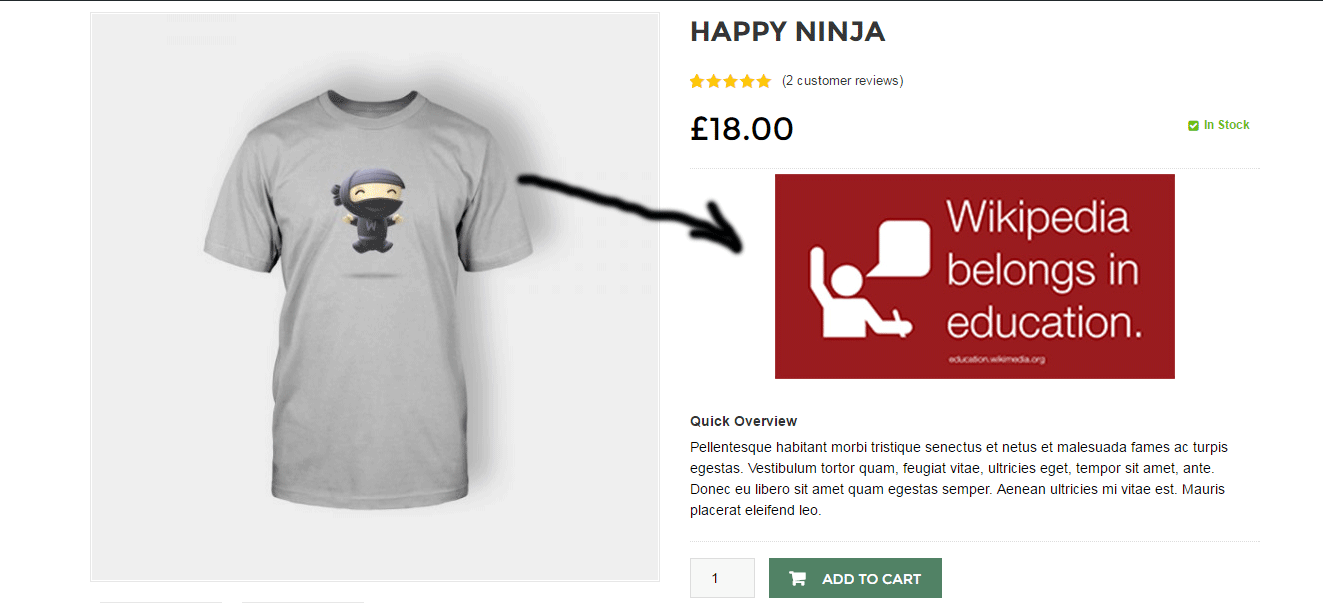 HAPPY NINJA
(2 customer reviews)
£18.00
In Stock
W
Wikipedia
belongs in
education.
education.wikimedia.org
Quick Overview
Pellentesque habitant morbi tristique senectus et netus et malesuada fames ac turpis
egestas. Vestibulum tortor quam, feugiat vitae, ultricies eget, tempor sit amet, ante.
Donec eu libero sit amet quam egestas semper. Aenean ultricies mi vitae est. Mauris
placerat eleifend leo.
1
ADD TO CART